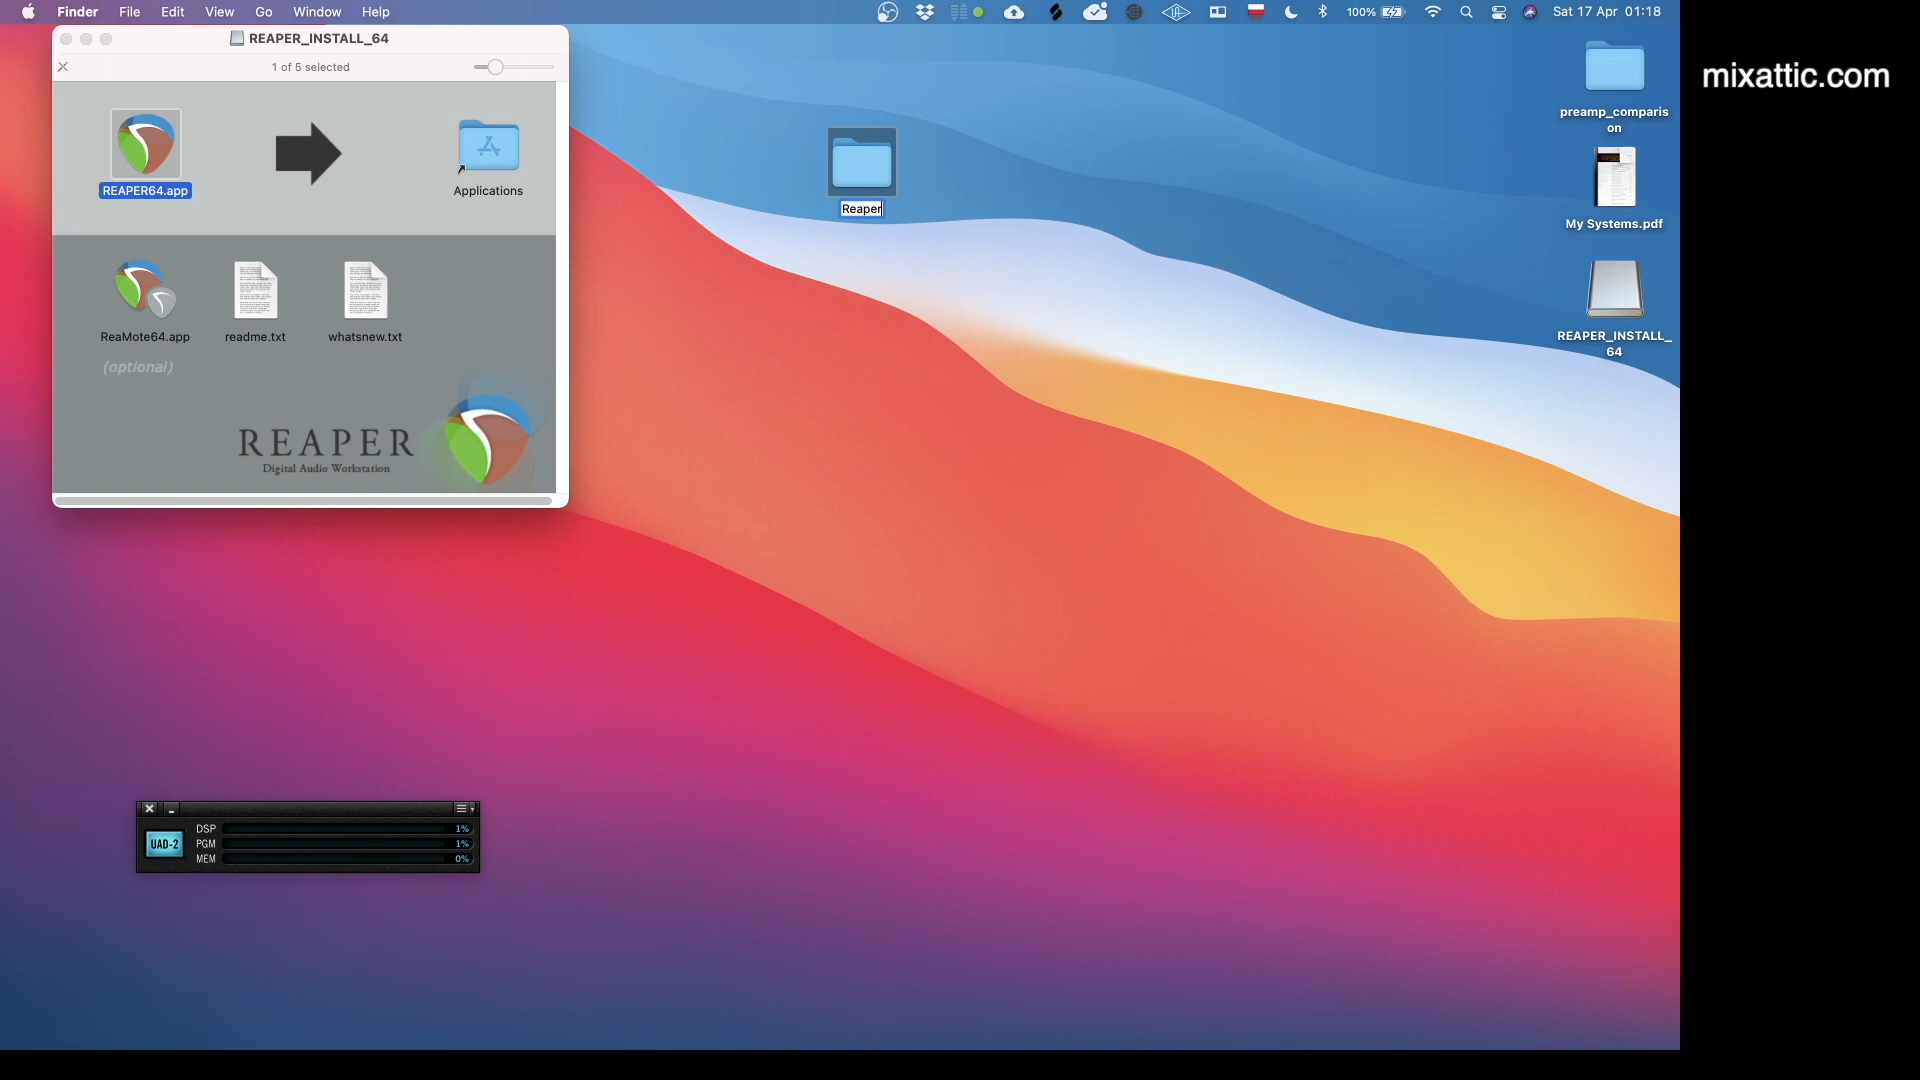 Finder File Edit View Go Window Help
100%
Sat 17 Apr 01:18
REAPER_INSTALL_64
1 of 5 selected
REAPER64.app
Applications
ReaMote64.app
readme.txt
whatsnew.txt
(optional)
REAPER
Digital Audio Workstation
Reaper
preamp_comparis
on
My Systems.pdf
REAPER_INSTALL_
64
mixattic.com
UAD-2
DSP 1%
PGM 1%
MEM 0%